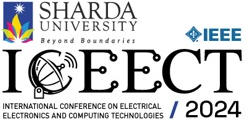 SHARDA
UNIVERSITY
Beyond Boundaries
IEEE
ICEECT
INTERNATIONAL CONFERENCE ON ELECTRICAL
ELECTRONICS AND COMPUTING TECHNOLOGIES / 2024